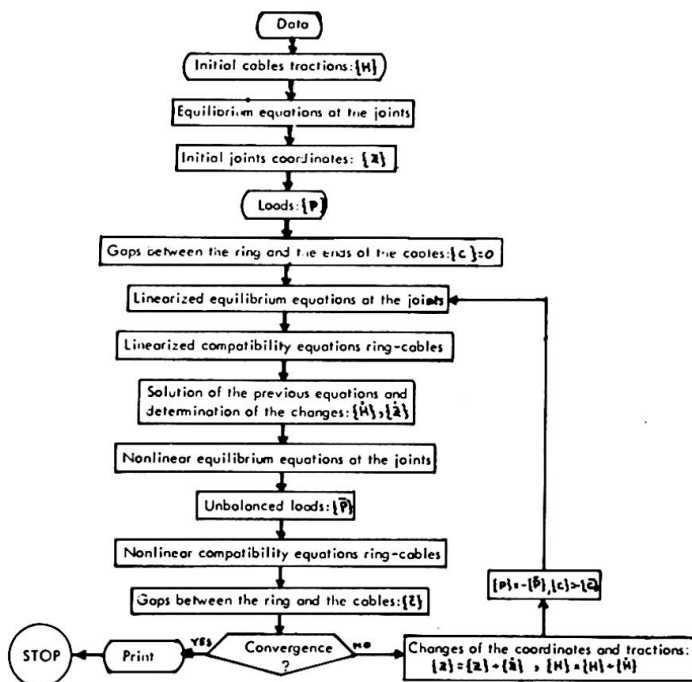 Data
Initial cables tractions: {H}
Equilibrium equations at the joints
Initial joints coordinates: {z}
Loads: {P}
Gaps between the ring and the ends of the cables: {c}=0
Linearized equilibrium equations at the joints
Linearized compatibility equations ring-cables
Solution of the previous equations and
determination of the changes: {Ḣ}, {ż}
Nonlinear equilibrium equations at the joints
Unbalanced loads: {P̄}
Nonlinear compatibility equations ring-cables
Gaps between the ring and the cables: {c̄}
Convergence
?
YES
Print
STOP
NO
Changes of the coordinates and tractions:
{z} = {z} + {ż} , {H} = {H} + {Ḣ}